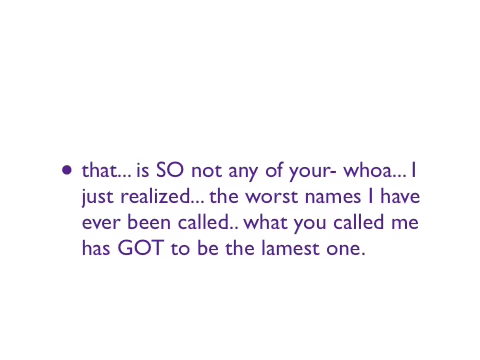 • that... is SO not any of your- whoa... I
just realized... the worst names I have
ever been called.. what you called me
has GOT to be the lamest one.